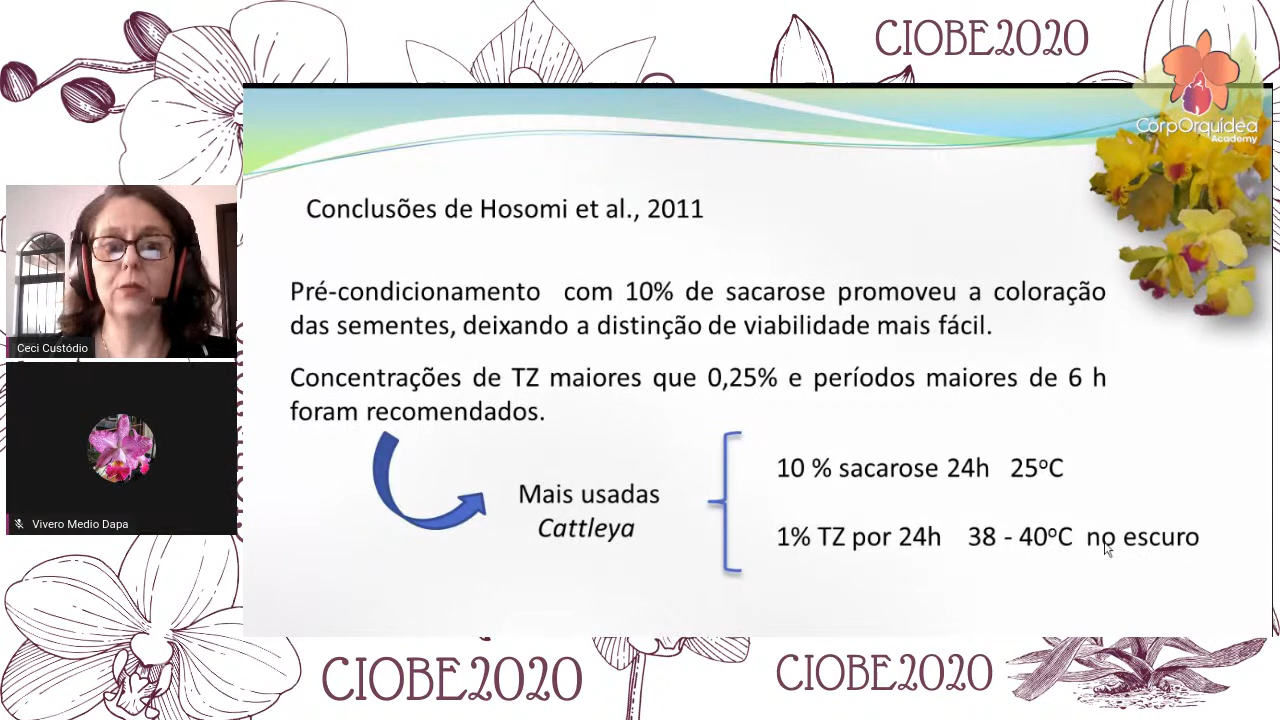 CIOBE2020
CorpOrquidea
Academy
Conclusões de Hosomi et al., 2011
Pré-condicionamento com 10% de sacarose promoveu a coloração
das sementes, deixando a distinção de viabilidade mais fácil.
Concentrações de TZ maiores que 0,25% e períodos maiores de 6 h
foram recomendados.
Mais usadas
Cattleya
10 % sacarose 24h 25ºC
1% TZ por 24h 38 - 40ºC no escuro
Ceci Custódio
Vivero Medio Dapa
CIOBE2020
CIOBE2020